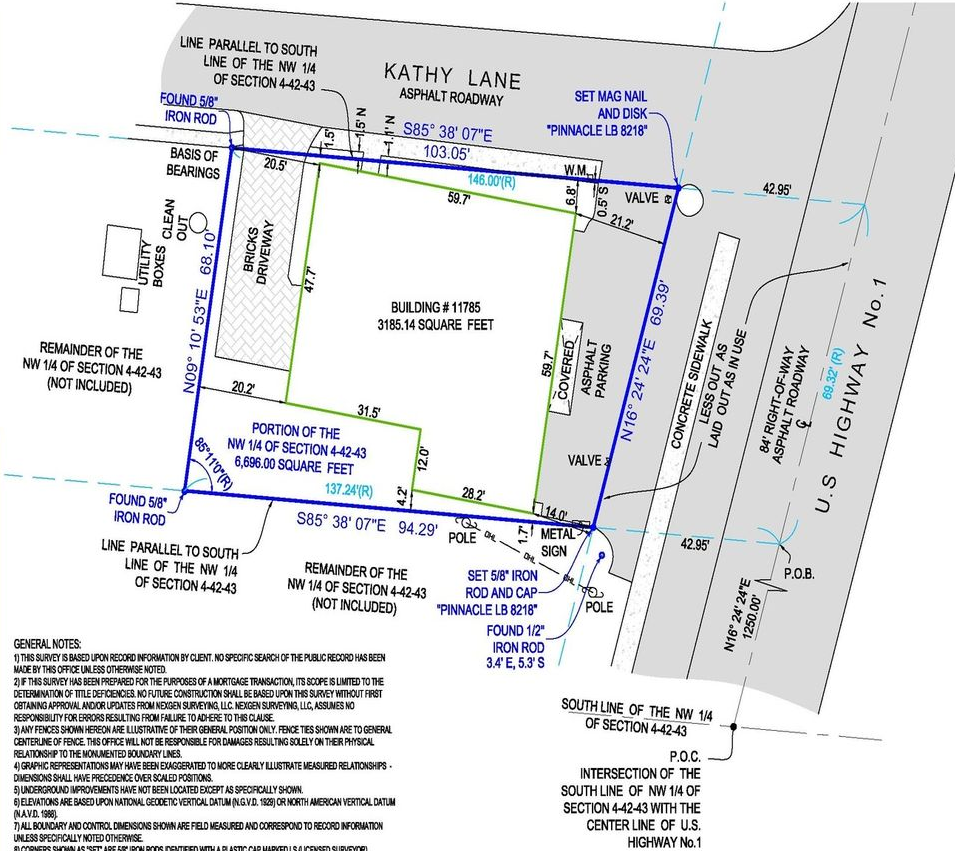 LINE PARALLEL TO SOUTH
LINE OF THE NW 1/4
OF SECTION 4-42-43
KATHY LANE
ASPHALT ROADWAY
FOUND 5/8"
IRON ROD
SET MAG NAIL
AND DISK
"PINNACLE LB 8218"
BASIS OF
BEARINGS
20.5'
1.5'
1.5' N
1' N
S85° 38' 07"E
103.05'
146.00'(R)
59.7'
W.M.
6.8'
0.5' S
VALVE
21.2'
42.95'
CLEAN
OUT
UTILITY
BOXES
BRICKS
DRIVEWAY
N09° 10' 53"E 68.10'
47.7'
BUILDING # 11785
3185.14 SQUARE FEET
59.7'
COVERED
ASPHALT
PARKING
N16° 24' 24"E 69.39'
CONCRETE SIDEWALK
LESS OUT AS
LAID OUT AS IN USE
84' RIGHT-OF-WAY
ASPHALT ROADWAY
69.32' (R)
U.S HIGHWAY No.1
REMAINDER OF THE
NW 1/4 OF SECTION 4-42-43
(NOT INCLUDED)
20.2'
31.5'
PORTION OF THE
NW 1/4 OF SECTION 4-42-43
6,696.00 SQUARE FEET
12.0'
85°11'0"(R)
137.24'(R)
4.2'
28.2'
14.0'
1.7'
VALVE
FOUND 5/8"
IRON ROD
S85° 38' 07"E 94.29'
POLE
METAL
SIGN
OHL
OHL
OHL
POLE
42.95'
P.O.B.
LINE PARALLEL TO SOUTH
LINE OF THE NW 1/4
OF SECTION 4-42-43
REMAINDER OF THE
NW 1/4 OF SECTION 4-42-43
(NOT INCLUDED)
SET 5/8" IRON
ROD AND CAP
"PINNACLE LB 8218"
FOUND 1/2"
IRON ROD
3.4' E, 5.3' S
N16° 24' 24"E
1250.00'
SOUTH LINE OF THE NW 1/4
OF SECTION 4-42-43
P.O.C.
INTERSECTION OF THE
SOUTH LINE OF NW 1/4 OF
SECTION 4-42-43 WITH THE
CENTER LINE OF U.S.
HIGHWAY No.1
GENERAL NOTES:
1) THIS SURVEY IS BASED UPON RECORD INFORMATION BY CLIENT. NO SPECIFIC SEARCH OF THE PUBLIC RECORD HAS BEEN
MADE BY THIS OFFICE UNLESS OTHERWISE NOTED.
2) IF THIS SURVEY HAS BEEN PREPARED FOR THE PURPOSES OF A MORTGAGE TRANSACTION, ITS SCOPE IS LIMITED TO THE
DETERMINATION OF TITLE DEFICIENCIES. NO FUTURE CONSTRUCTION SHALL BE BASED UPON THIS SURVEY WITHOUT FIRST
OBTAINING APPROVAL AND/OR UPDATES FROM NEXGEN SURVEYING, LLC. NEXGEN SURVEYING, LLC, ASSUMES NO
RESPONSIBILITY FOR ERRORS RESULTING FROM FAILURE TO ADHERE TO THIS CLAUSE.
3) ANY FENCES SHOWN HEREON ARE ILLUSTRATIVE OF THEIR GENERAL POSITION ONLY. FENCE TIES SHOWN ARE TO GENERAL
CENTERLINE OF FENCE. THIS OFFICE WILL NOT BE RESPONSIBLE FOR DAMAGES RESULTING SOLELY ON THEIR PHYSICAL
RELATIONSHIP TO THE MONUMENTED BOUNDARY LINES.
4) GRAPHIC REPRESENTATIONS MAY HAVE BEEN EXAGGERATED TO MORE CLEARLY ILLUSTRATE MEASURED RELATIONSHIPS -
DIMENSIONS SHALL HAVE PRECEDENCE OVER SCALED POSITIONS.
5) UNDERGROUND IMPROVEMENTS HAVE NOT BEEN LOCATED EXCEPT AS SPECIFICALLY SHOWN.
6) ELEVATIONS ARE BASED UPON NATIONAL GEODETIC VERTICAL DATUM (N.G.V.D. 1929) OR NORTH AMERICAN VERTICAL DATUM
(N.A.V.D. 1988).
7) ALL BOUNDARY AND CONTROL DIMENSIONS SHOWN ARE FIELD MEASURED AND CORRESPOND TO RECORD INFORMATION
UNLESS SPECIFICALLY NOTED OTHERWISE.
8) CORNERS SHOWN AS "SET" ARE 5/8" IRON RODS IDENTIFIED WITH A PLASTIC CAP MARKED LS (LICENSED SURVEYOR)